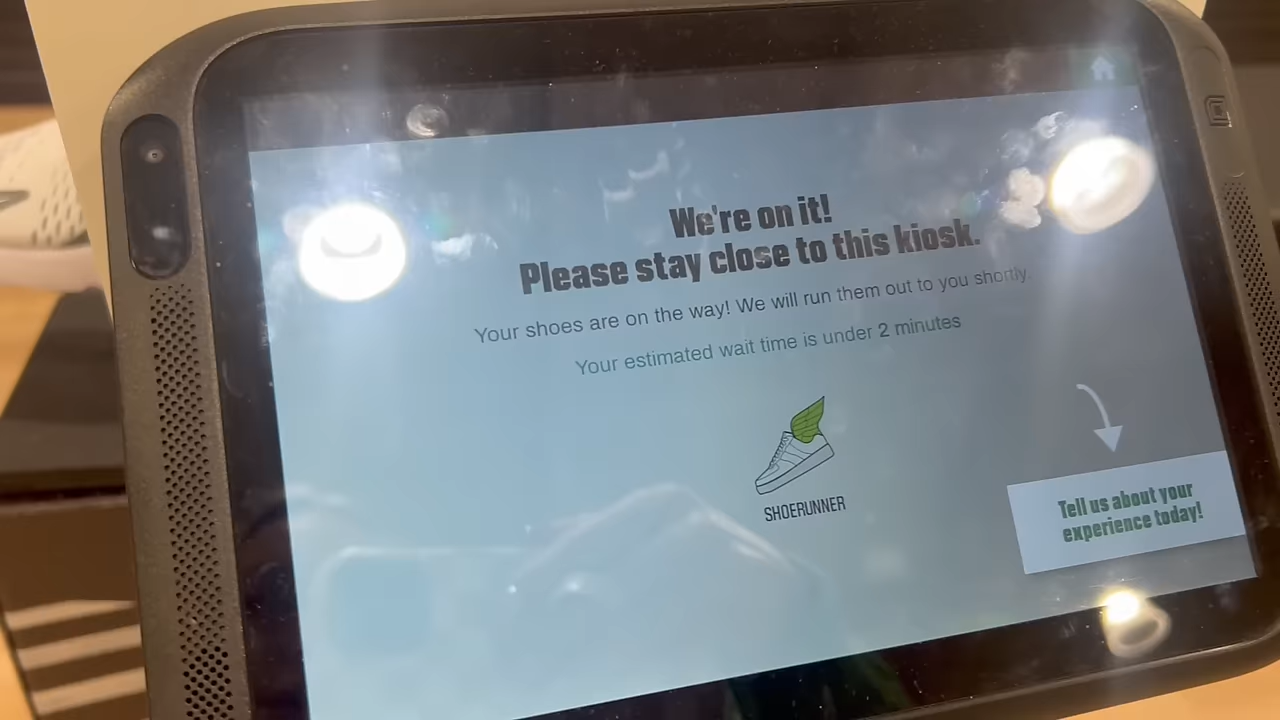 We're on it!
Please stay close to this kiosk.
Your shoes are on the way! We will run them out to you shortly.
Your estimated wait time is under 2 minutes
SHOERUNNER
Tell us about your
experience today!